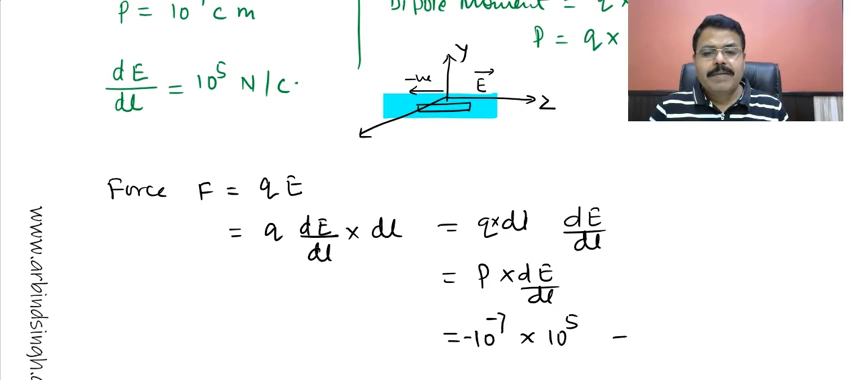 P = 10⁻⁷ cm
Dipole Moment = q×
P = q×
dE/dl = 10⁵ N/C.
y
-ve
E⃗
Z
Force F = qE
= q dE/dl × dl = q×dl dE/dl
= P × dE/dl
= -10⁻⁷ × 10⁵ –
www.arbindsingh.